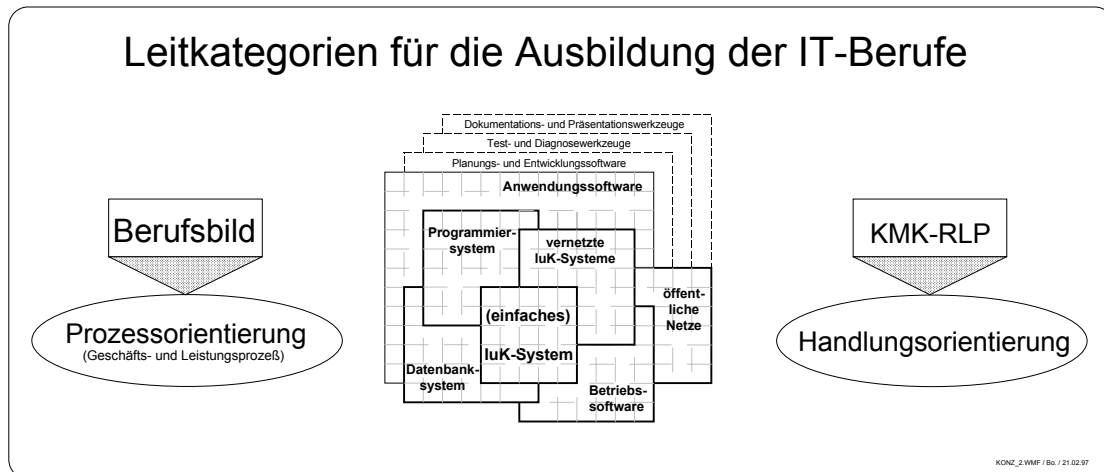 Leitkategorien für die Ausbildung der IT-Berufe
Dokumentations- und Präsentationswerkzeuge
Test- und Diagnosewerkzeuge
Planungs- und Entwicklungssoftware
Anwendungssoftware
Berufsbild
Prozessorientierung
(Geschäfts- und Leistungsprozeß)
Programmier-
system
vernetzte
IuK-Systeme
(einfaches)
IuK-System
öffent-
liche
Netze
Datenbank-
system
Betriebs-
software
KMK-RLP
Handlungsorientierung
KONZ_2.WMF / Bo. / 21.02.97